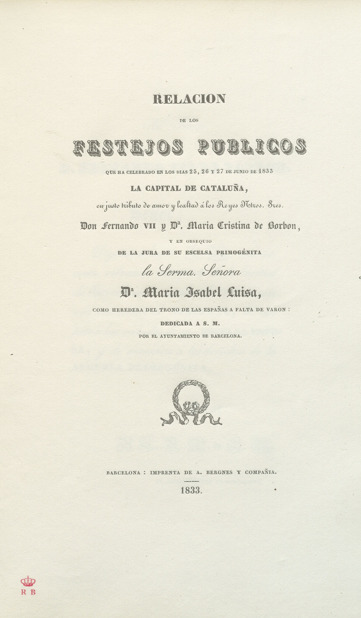 RELACION
DE LOS
FESTEJOS PUBLICOS
QUE HA CELEBRADO EN LOS DIAS 25, 26 Y 27 DE JUNIO DE 1833
LA CAPITAL DE CATALUÑA,
en justo tributo de amor y lealtad á los Reyes Ntros. Sres.
Don Fernando VII y Dª. Maria Cristina de Borbon,
Y EN OBSEQUIO
DE LA JURA DE SU ESCELSA PRIMOGÉNITA
la Serma. Señora
Dª. Maria Isabel Luisa,
COMO HEREDERA DEL TRONO DE LAS ESPAÑAS A FALTA DE VARON:
DEDICADA A S. M.
POR EL AYUNTAMIENTO DE BARCELONA.
BARCELONA: IMPRENTA DE A. BERGNES Y COMPAÑIA.
1833.
R B